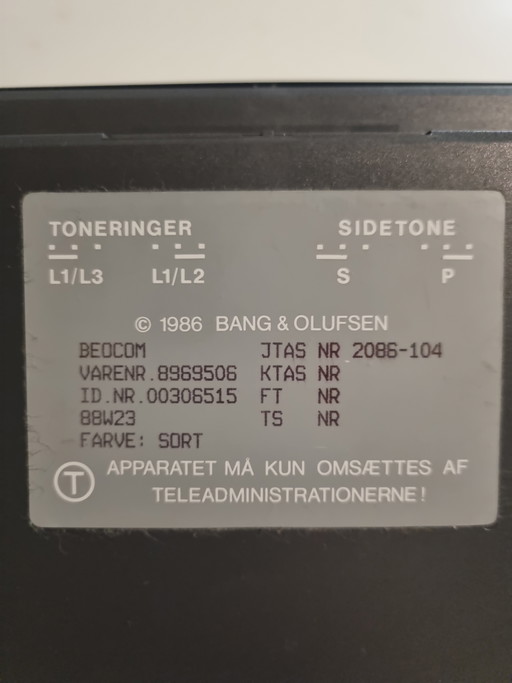 TONERINGER SIDETONE
L1/L3 L1/L2 S P
© 1986 BANG & OLUFSEN
BEOCOM JTAS NR 2086-104
VARENR.8969506 KTAS NR
ID.NR.00306515 FT NR
88W23 TS NR
FARVE: SORT
T APPARATET MÅ KUN OMSÆTTES AF
TELEADMINISTRATIONERNE!